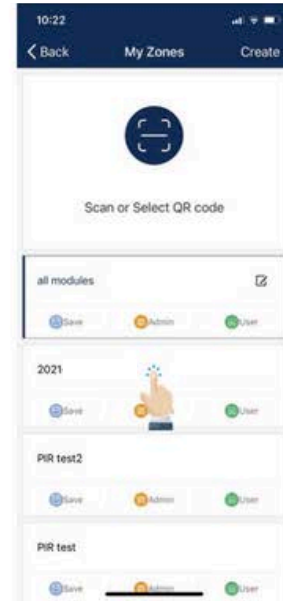 10:22
Back My Zones Create
Scan or Select QR code
all modules
Save Admin User
2021
Save User
PIR test2
Save Admin User
PIR test
Save Admin User